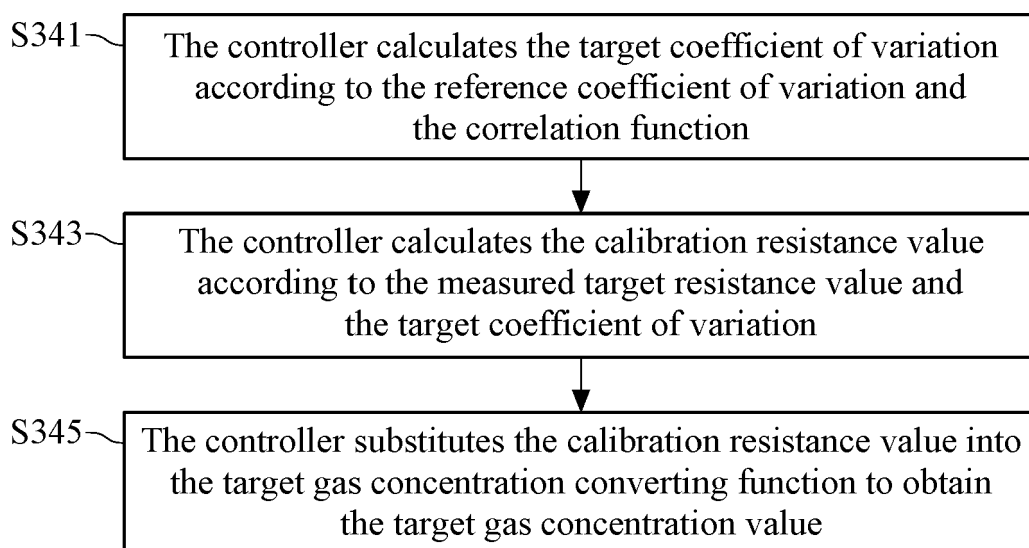 S341
The controller calculates the target coefficient of variation
according to the reference coefficient of variation and
the correlation function
S343
The controller calculates the calibration resistance value
according to the measured target resistance value and
the target coefficient of variation
S345
The controller substitutes the calibration resistance value into
the target gas concentration converting function to obtain
the target gas concentration value